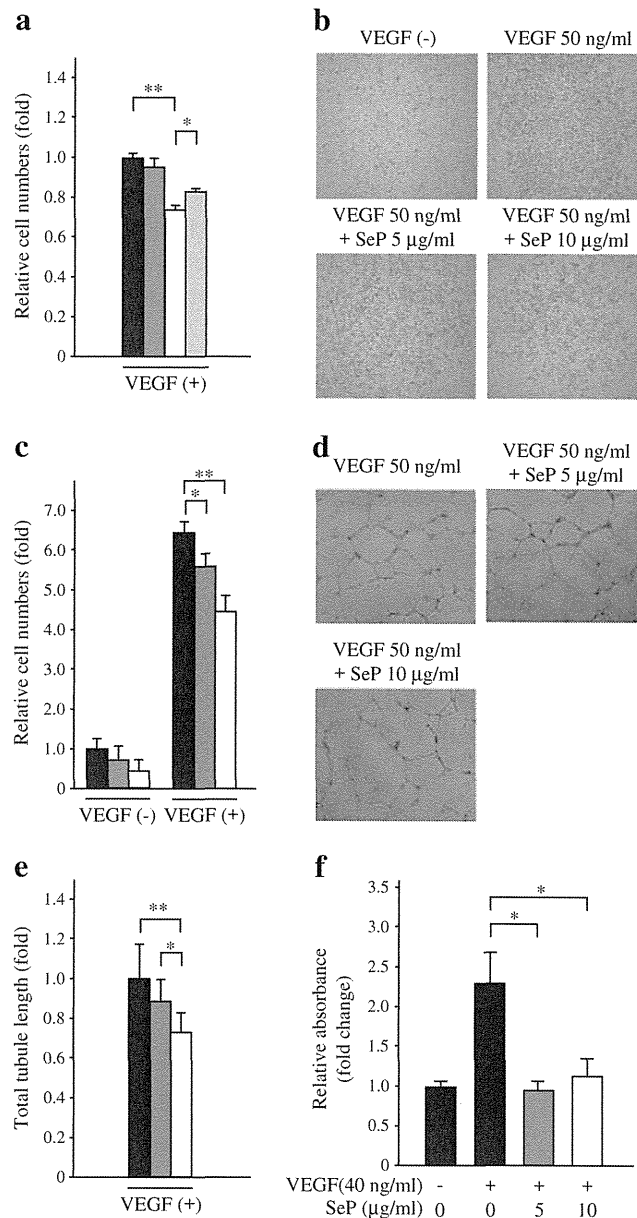 a
Relative cell numbers (fold)
1.4
1.2
1.0
0.8
0.6
0.4
0.2
0
**
*
VEGF (+)
b
VEGF (-)
VEGF 50 ng/ml
VEGF 50 ng/ml
+ SeP 5 µg/ml
VEGF 50 ng/ml
+ SeP 10 µg/ml
c
Relative cell numbers (fold)
7.0
6.0
5.0
4.0
3.0
2.0
1.0
0
**
*
VEGF (-)
VEGF (+)
d
VEGF 50 ng/ml
VEGF 50 ng/ml
+ SeP 5 µg/ml
VEGF 50 ng/ml
+ SeP 10 µg/ml
e
Total tubule length (fold)
1.4
1.2
1.0
0.8
0.6
0.4
0.2
0
**
*
VEGF (+)
f
Relative absorbance
(fold change)
3.5
3.0
2.5
2.0
1.5
1.0
0.5
0.0
*
*
VEGF(40 ng/ml) - + + +
SeP (µg/ml) 0 0 5 10